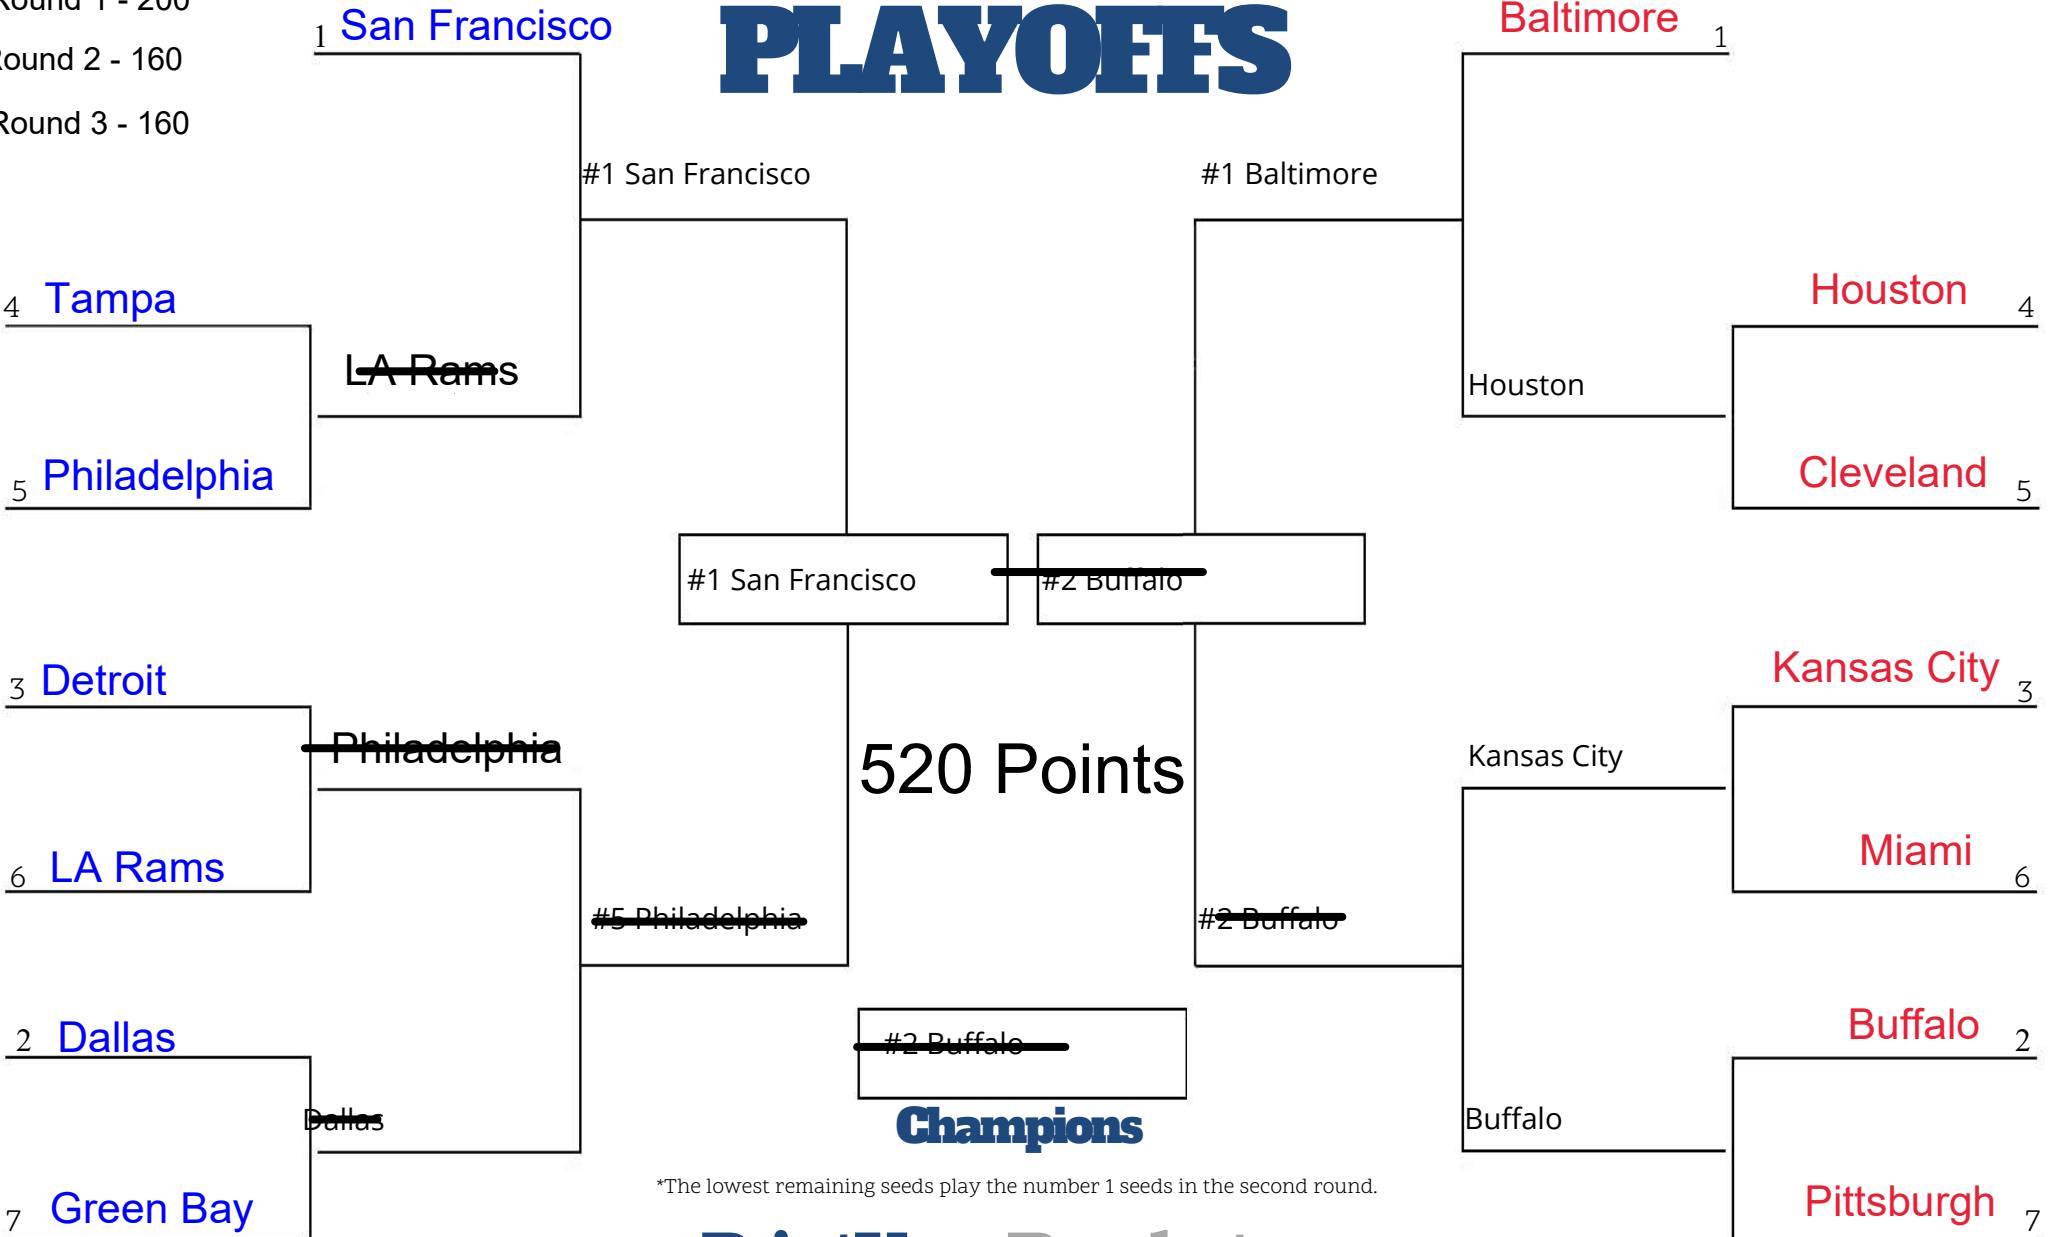 Round 1 - 200
Round 2 - 160
Round 3 - 160
PLAYOFFS
1 San Francisco
Baltimore 1
#1 San Francisco
#1 Baltimore
4 Tampa
Houston 4
LA Rams
Houston
5 Philadelphia
Cleveland 5
#1 San Francisco
#2 Buffalo
3 Detroit
Kansas City 3
Philadelphia
Kansas City
520 Points
6 LA Rams
Miami 6
#5 Philadelphia
#2 Buffalo
2 Dallas
Buffalo 2
#2 Buffalo
Champions
Dallas
Buffalo
*The lowest remaining seeds play the number 1 seeds in the second round.
7 Green Bay
Pittsburgh 7